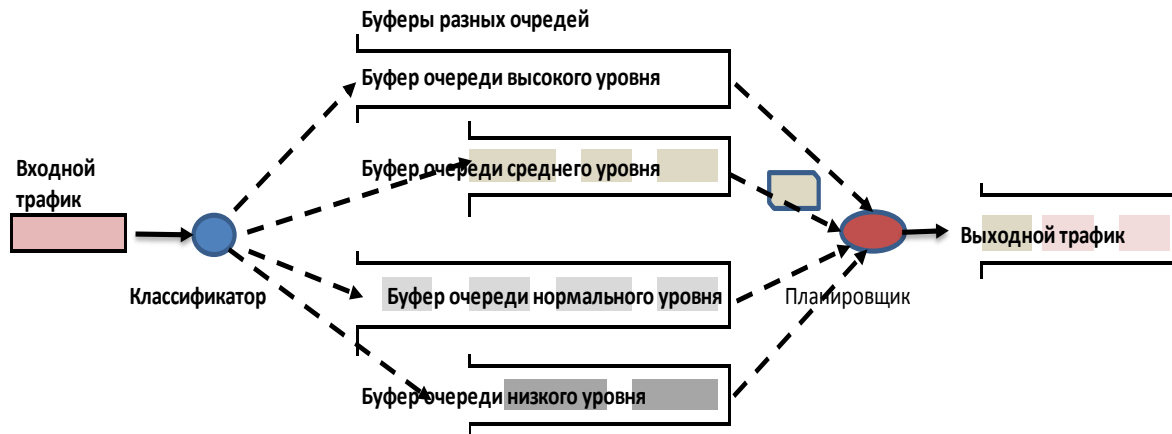 Буферы разных очредей
Буфер очереди высокого уровня
Буфер очереди среднего уровня
Входной
трафик
Выходной трафик
Классификатор
Буфер очереди нормального уровня
Планировщик
Буфер очереди низкого уровня